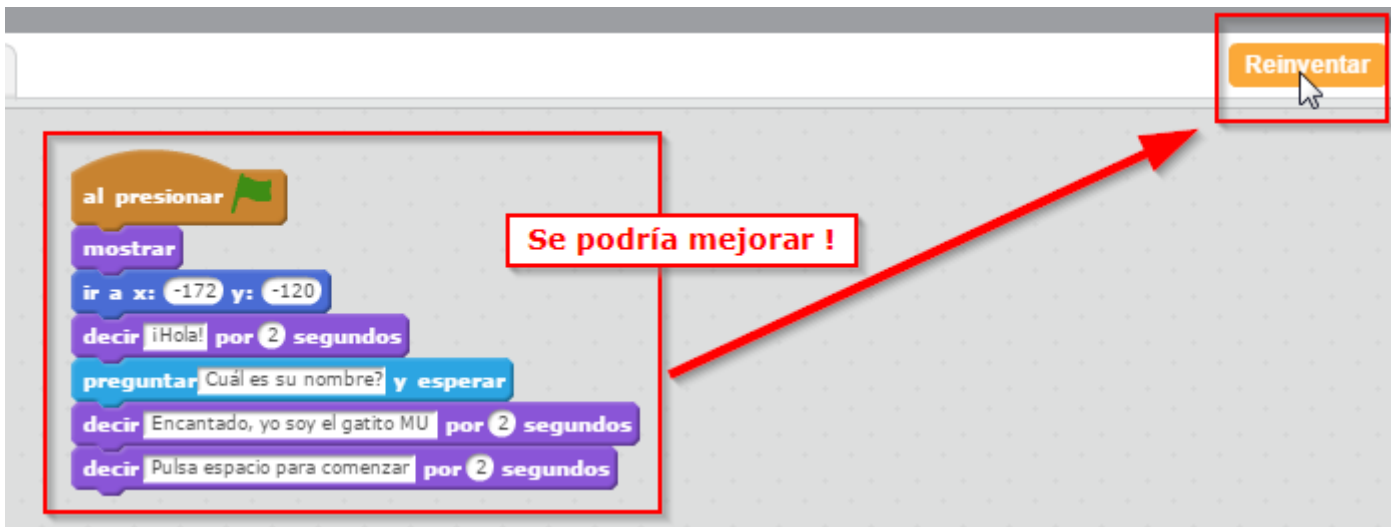 Reinventar
al presionar
mostrar
Se podría mejorar !
ir a x: -172 y: -120
decir ¡Hola! por 2 segundos
preguntar Cuál es su nombre? y esperar
decir Encantado, yo soy el gatito MU por 2 segundos
decir Pulsa espacio para comenzar por 2 segundos